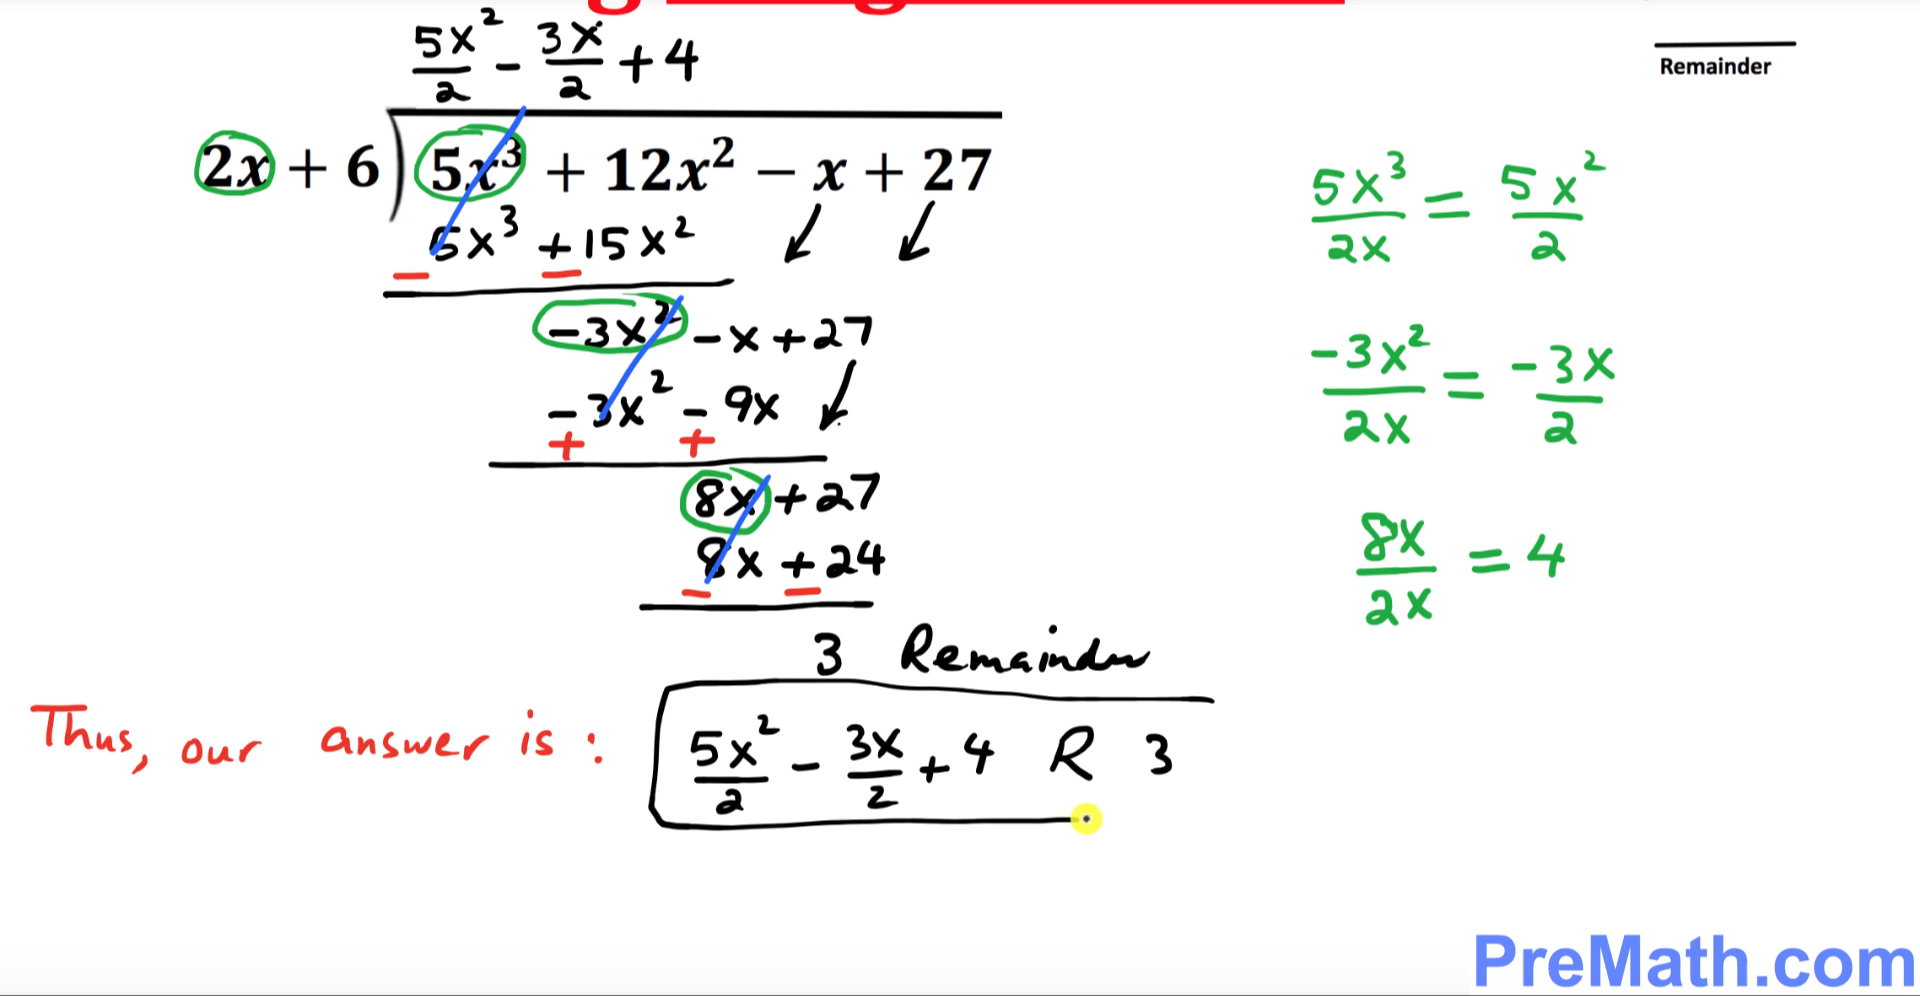 5x² / 2 - 3x / 2 + 4
Remainder
2x + 6 ) 5x³ + 12x² − x + 27
5x³ + 15x²
-3x² - x + 27
-3x² - 9x
8x + 27
8x + 24
3 Remainder
Thus, our answer is : 5x² / 2 - 3x / 2 + 4 R 3
5x³ / 2x = 5x² / 2
-3x² / 2x = -3x / 2
8x / 2x = 4
PreMath.com